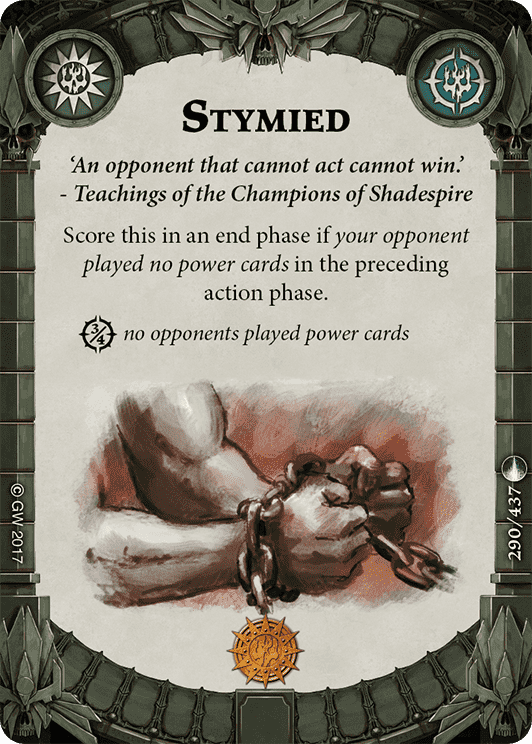 STYMIED
‘An opponent that cannot act cannot win.’
- Teachings of the Champions of Shadespire
Score this in an end phase if your opponent
played no power cards in the preceding
action phase.
3/4 no opponents played power cards
© GW 2017
290/437